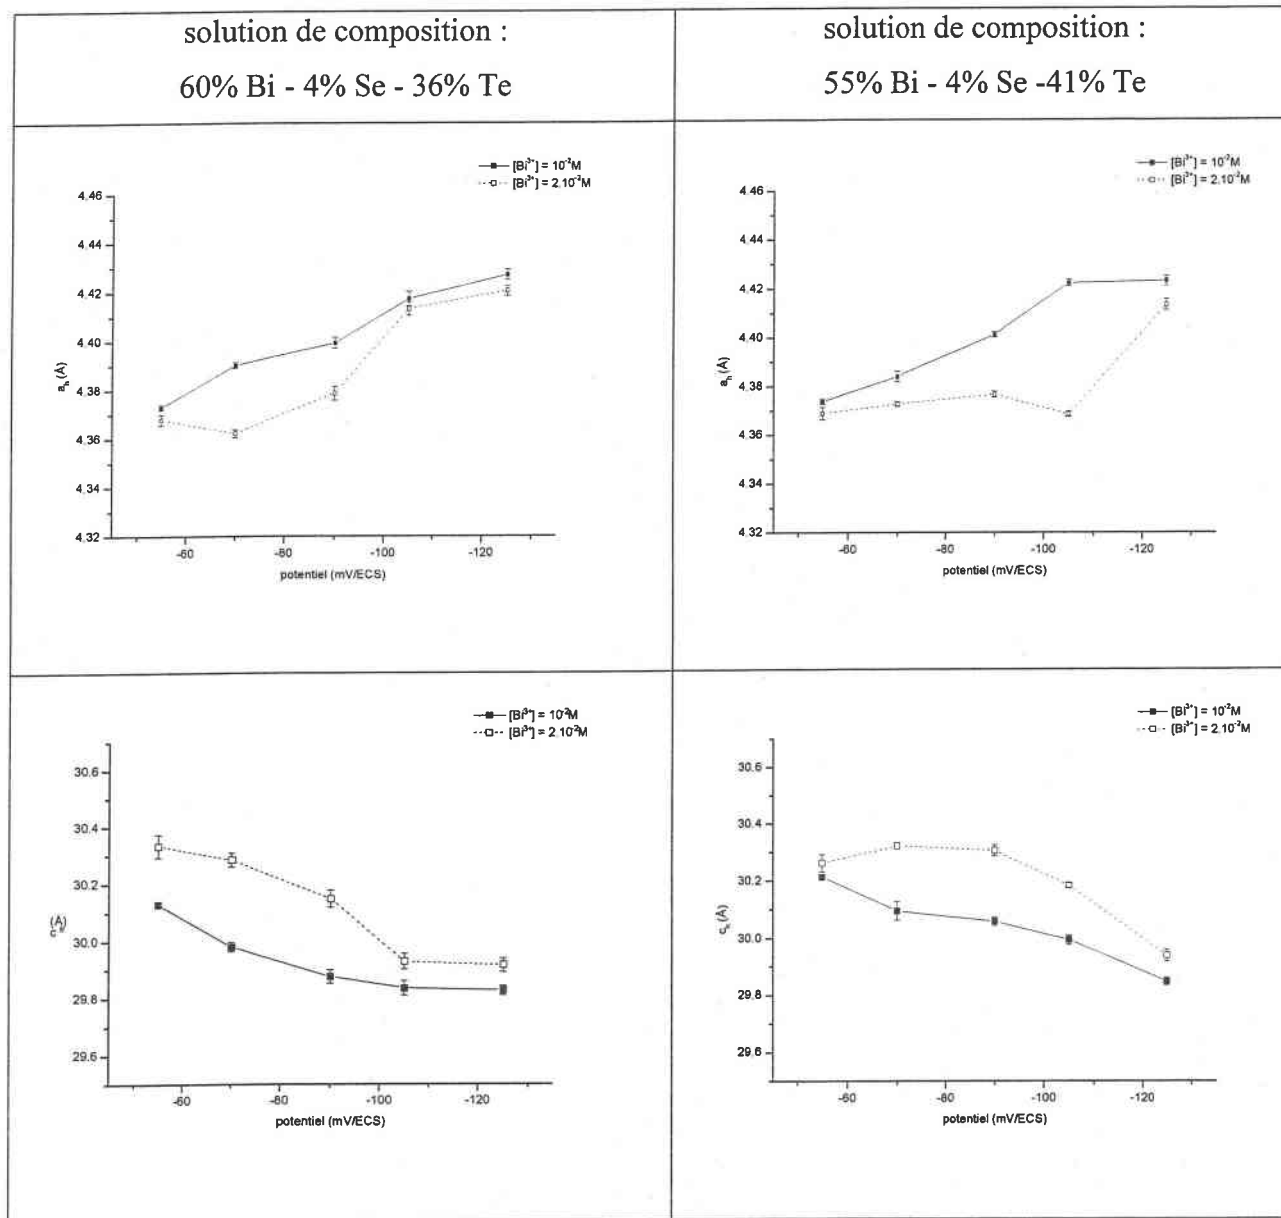 solution de composition :
60% Bi - 4% Se - 36% Te
solution de composition :
55% Bi - 4% Se -41% Te
[Bi³⁺] = 10⁻²M
[Bi³⁺] = 2.10⁻²M
4.46
4.44
4.42
4.40
4.38
4.36
4.34
4.32
aₕ (Å)
-60 -80 -100 -120
potentiel (mV/ECS)
[Bi³⁺] = 10⁻²M
[Bi³⁺] = 2.10⁻²M
4.46
4.44
4.42
4.40
4.38
4.36
4.34
4.32
aₕ (Å)
-60 -80 -100 -120
potentiel (mV/ECS)
[Bi³⁺] = 10⁻²M
[Bi³⁺] = 2.10⁻²M
30.6
30.4
30.2
30.0
29.8
29.6
cₕ (Å)
-60 -80 -100 -120
potentiel (mV/ECS)
[Bi³⁺] = 10⁻²M
[Bi³⁺] = 2.10⁻²M
30.6
30.4
30.2
30.0
29.8
29.6
cₕ (Å)
-60 -80 -100 -120
potentiel (mV/ECS)